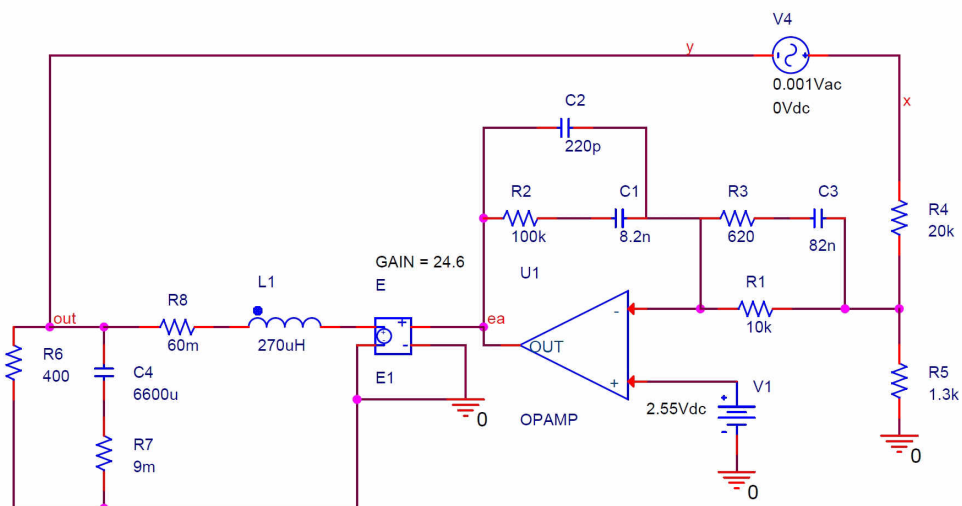 V4
y
0.001Vac
0Vdc
x
C2
220p
R2
100k
C1
8.2n
R3
620
C3
82n
R4
20k
GAIN = 24.6
E
U1
R1
10k
L1
270uH
R8
60m
out
ea
+
-
E1
0
-
OUT
+
OPAMP
2.55Vdc
V1
+
-
0
R5
1.3k
0
R6
400
C4
6600u
R7
9m